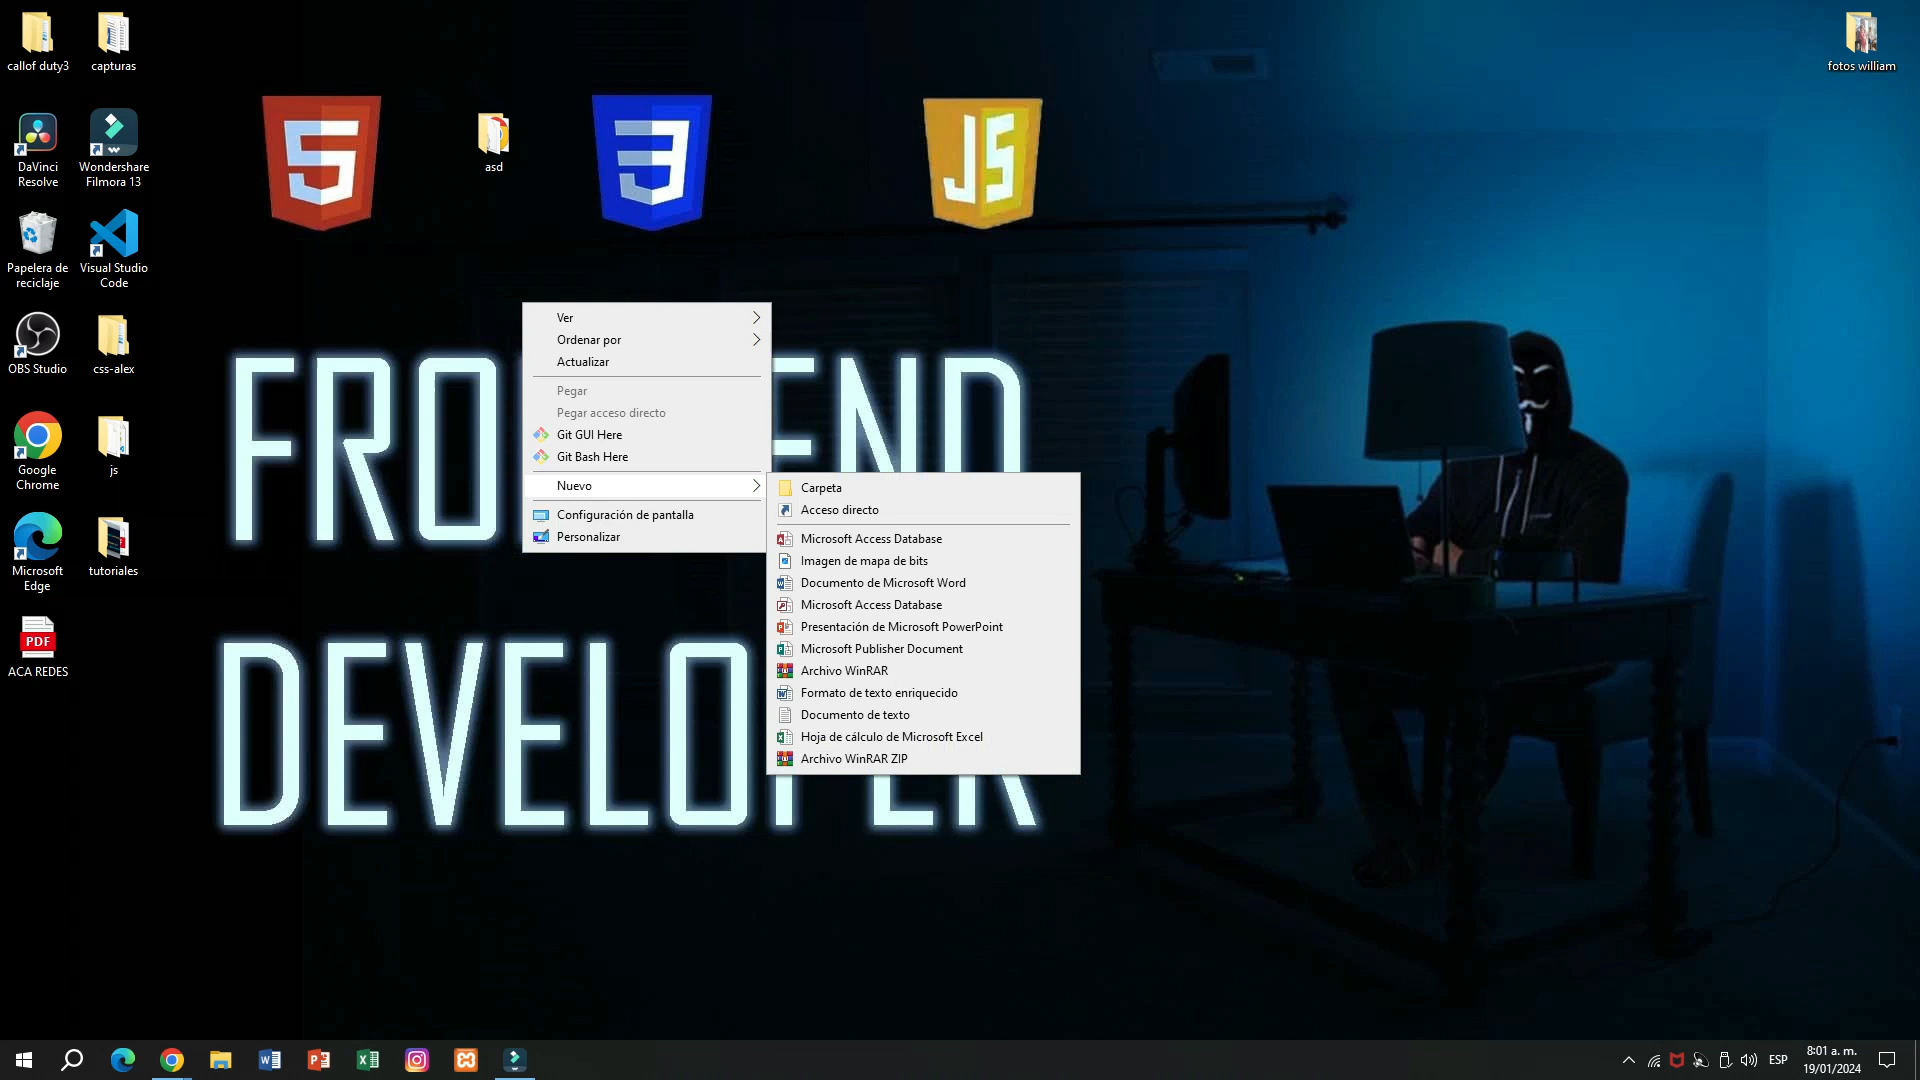 callof duty3
capturas
fotos william
DaVinci
Resolve
Wondershare
Filmora 13
asd
Papelera de
reciclaje
Visual Studio
Code
OBS Studio
css-alex
Google
Chrome
js
Microsoft
Edge
tutoriales
PDF
ACA REDES
5
3
JS
Ver
Ordenar por
Actualizar
Pegar
Pegar acceso directo
Git GUI Here
Git Bash Here
Nuevo
Configuración de pantalla
Personalizar
Carpeta
Acceso directo
Microsoft Access Database
Imagen de mapa de bits
Documento de Microsoft Word
Microsoft Access Database
Presentación de Microsoft PowerPoint
Microsoft Publisher Document
Archivo WinRAR
Formato de texto enriquecido
Documento de texto
Hoja de cálculo de Microsoft Excel
Archivo WinRAR ZIP
ESP
8:01 a. m.
19/01/2024